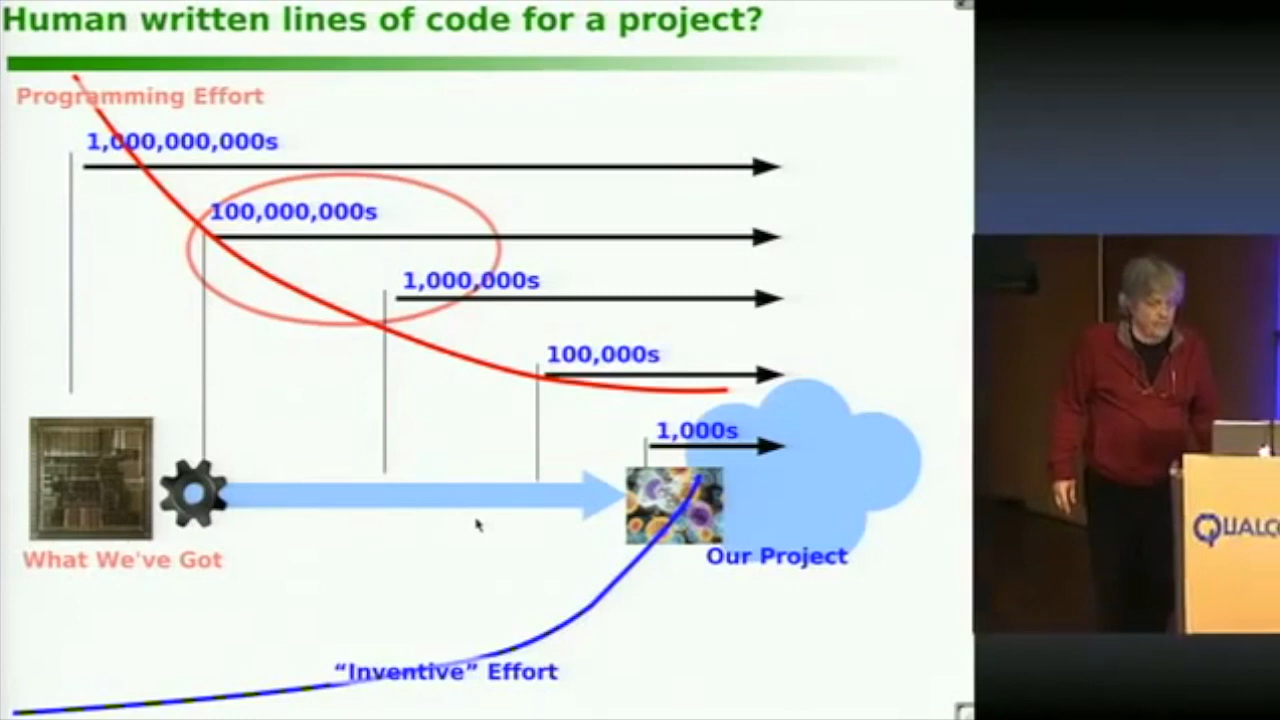 Human written lines of code for a project?
Programming Effort
1,000,000,000s
100,000,000s
1,000,000s
100,000s
1,000s
What We've Got
Our Project
“Inventive” Effort